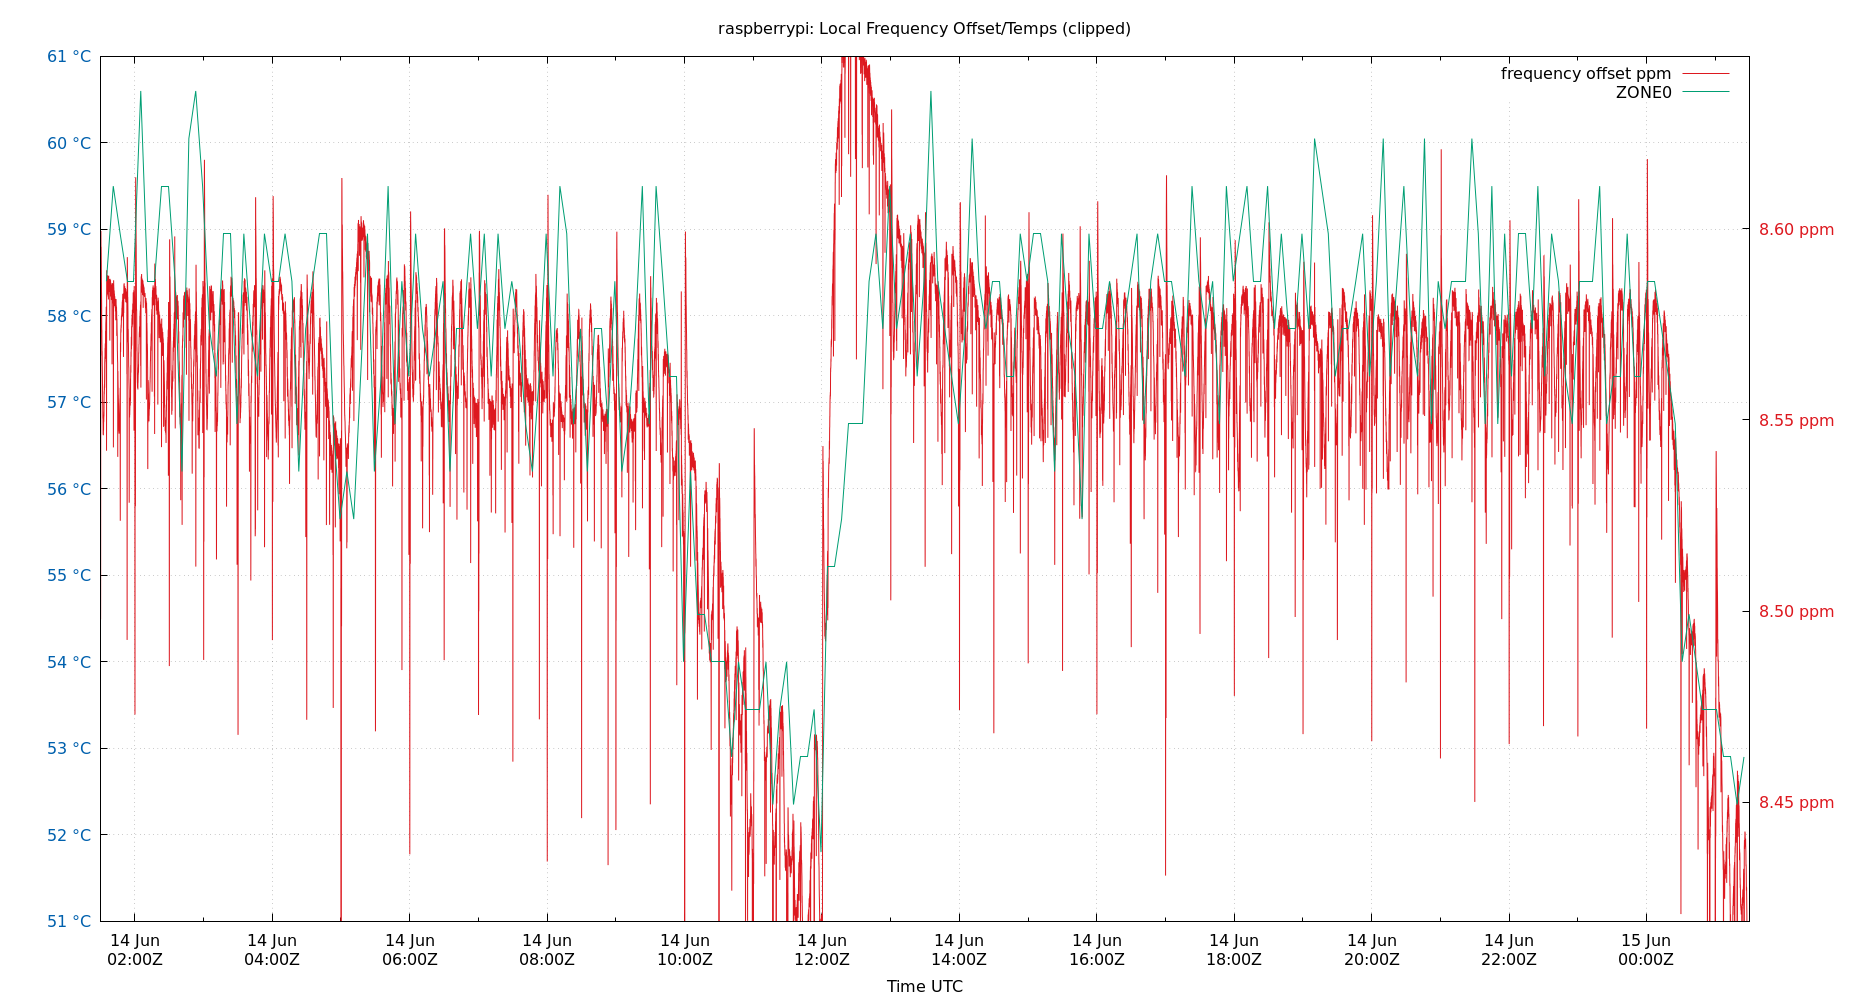 raspberrypi: Local Frequency Offset/Temps (clipped)
frequency offset ppm
ZONE0
61 °C
60 °C
59 °C
58 °C
57 °C
56 °C
55 °C
54 °C
53 °C
52 °C
51 °C
8.60 ppm
8.55 ppm
8.50 ppm
8.45 ppm
14 Jun 14 Jun 14 Jun 14 Jun 14 Jun 14 Jun 14 Jun 14 Jun 14 Jun 14 Jun 14 Jun 15 Jun
02:00Z 04:00Z 06:00Z 08:00Z 10:00Z 12:00Z 14:00Z 16:00Z 18:00Z 20:00Z 22:00Z 00:00Z
Time UTC